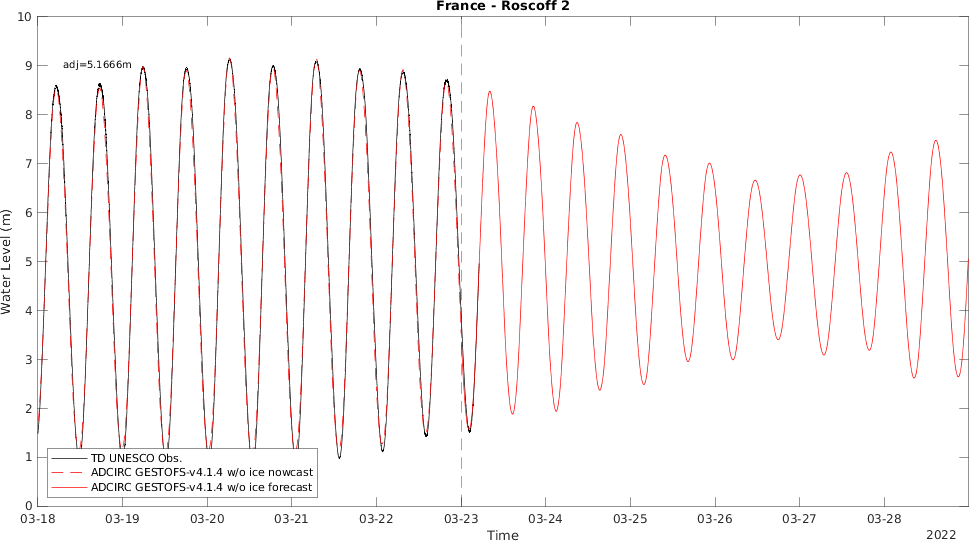 France - Roscoff 2
10
9
8
7
6
5
4
3
2
1
0
Water Level (m)
adj=5.1666m
TD UNESCO Obs.
ADCIRC GESTOFS-v4.1.4 w/o ice nowcast
ADCIRC GESTOFS-v4.1.4 w/o ice forecast
03-18 03-19 03-20 03-21 03-22 03-23 03-24 03-25 03-26 03-27 03-28
Time
2022